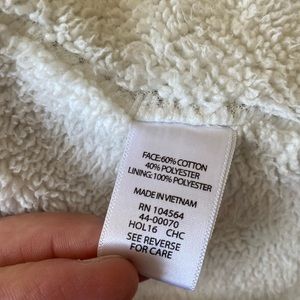 FACE:60% COTTON
40% POLYESTER
LINING:100% POLYESTER
MADE IN VIETNAM
RN 104564
44-00070
HOL16 CHC
SEE REVERSE
FOR CARE